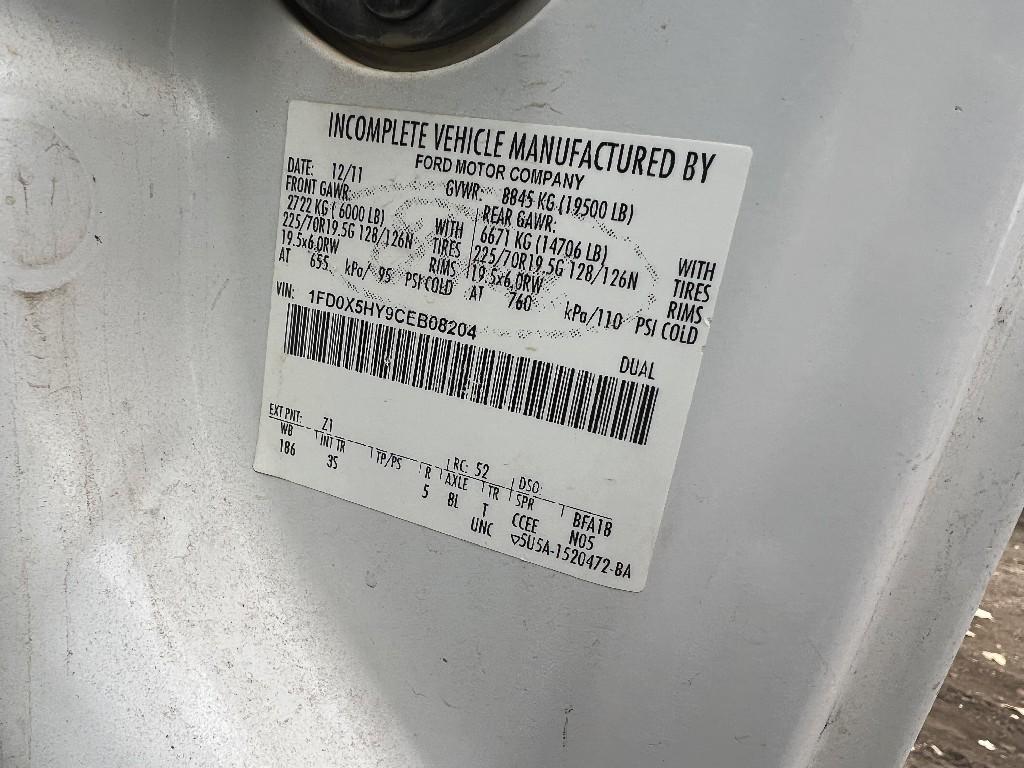 INCOMPLETE VEHICLE MANUFACTURED BY
FORD MOTOR COMPANY
DATE: 12/11 GVWR: 8845 KG (19500 LB)
FRONT GAWR: REAR GAWR:
2722 KG ( 6000 LB) WITH 6671 KG (14706 LB) WITH
225/70R19.5G 128/126N TIRES 225/70R19.5G 128/126N TIRES
19.5x6.0RW RIMS 19.5x6.0RW RIMS
AT 655 kPa/ 95 PSI COLD AT 760 kPa/110 PSI COLD
VIN: 1FD0X5HY9CEB08204 DUAL
EXT PNT: Z1 RC: 52 DSO:
WB INT TR TP/PS R AXLE TR SPR BFA18
186 3S 5 8L T CCEE N05
UNC ▽5U5A-1520472-BA